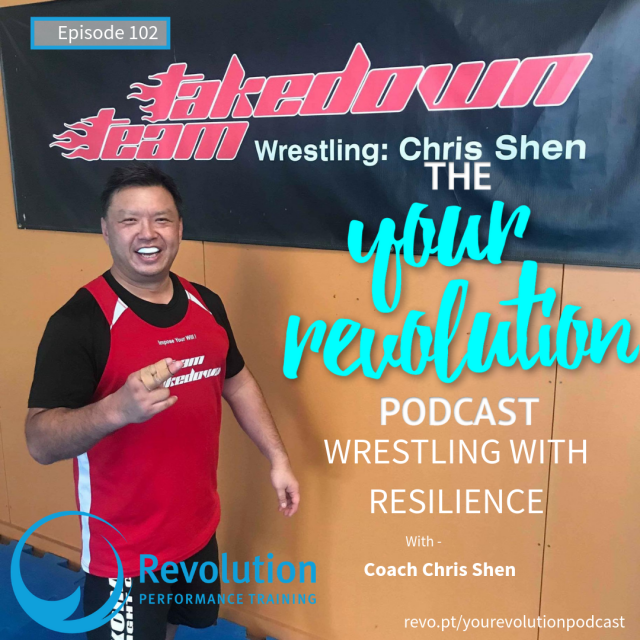 Episode 102
takedown
team Wrestling: Chris Shen
THE
your
revolution
PODCAST
WRESTLING WITH
RESILIENCE
With -
Coach Chris Shen
Impose Your Will!
team
takedown
Revolution
PERFORMANCE TRAINING
revo.pt/yourevolutionpodcast